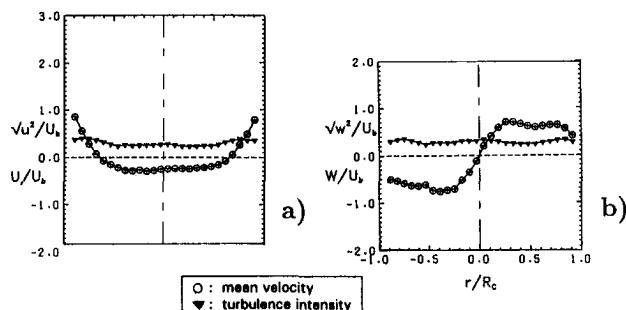 3.0
2.0
1.0
√u²/U_b
0.0
U/U_b
-1.0
-2.0
a)
2.0
1.0
√w²/U_b
0.0
W/U_b
-1.0
-2.0
-1.0 -0.5 0.0 0.5 1.0
r/R_c
b)
: mean velocity
: turbulence intensity